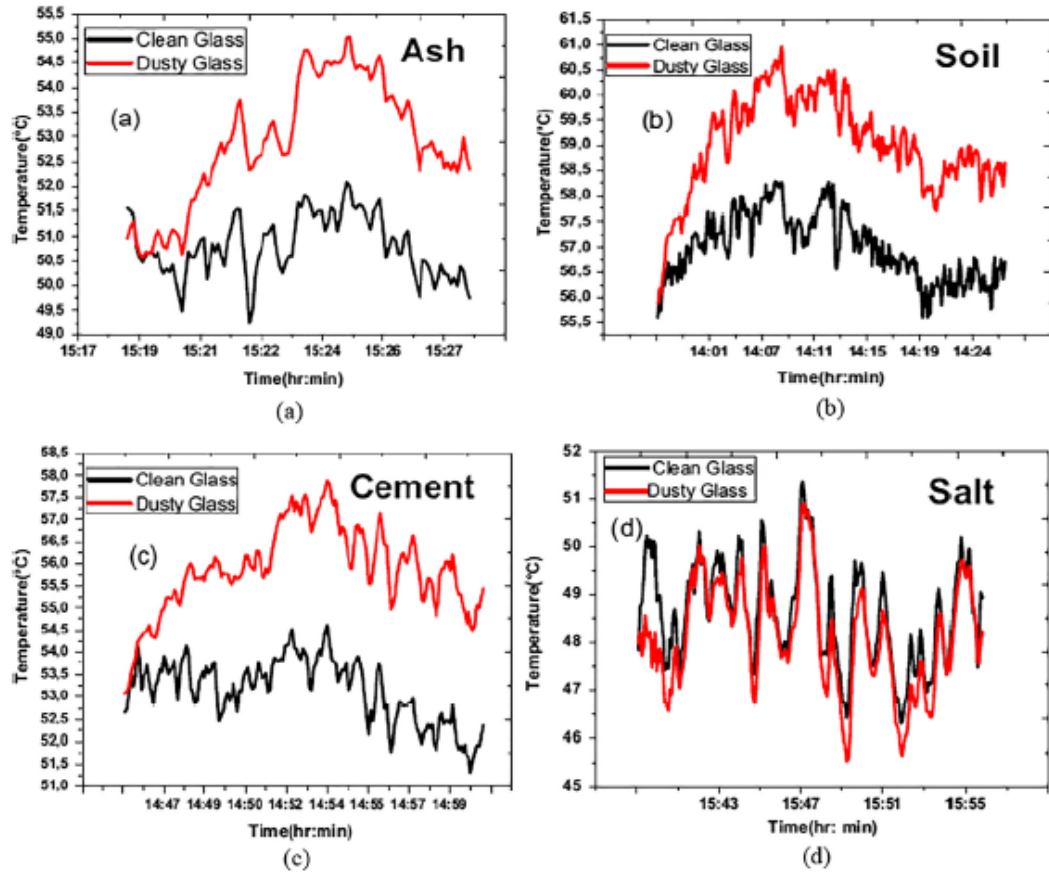 55,5
55,0
54,5
54,0
53,5
53,0
52,5
52,0
51,5
51,0
50,5
50,0
49,5
49,0
Temperature(°C)
Clean Glass
Dusty Glass
Ash
(a)
15:17 15:19 15:21 15:22 15:24 15:26 15:27
Time(hr:min)
(a)
61,5
61,0
60,5
60,0
59,5
59,0
58,5
58,0
57,5
57,0
56,5
56,0
55,5
Temperature(°C)
Clean Glass
Dusty Glass
Soil
(b)
14:01 14:07 14:11 14:15 14:19 14:24
Time(hr:min)
(b)
58,5
58,0
57,5
57,0
56,5
56,0
55,5
55,0
54,5
54,0
53,5
53,0
52,5
52,0
51,5
51,0
Temperature(°C)
Clean Glass
Dusty Glass
Cement
(c)
14:47 14:49 14:50 14:52 14:54 14:55 14:57 14:59
Time(hr:min)
(c)
52
51
50
49
48
47
46
45
Temperature(°C)
Clean Glass
Dusty Glass
Salt
(d)
15:43 15:47 15:51 15:55
Time(hr: min)
(d)